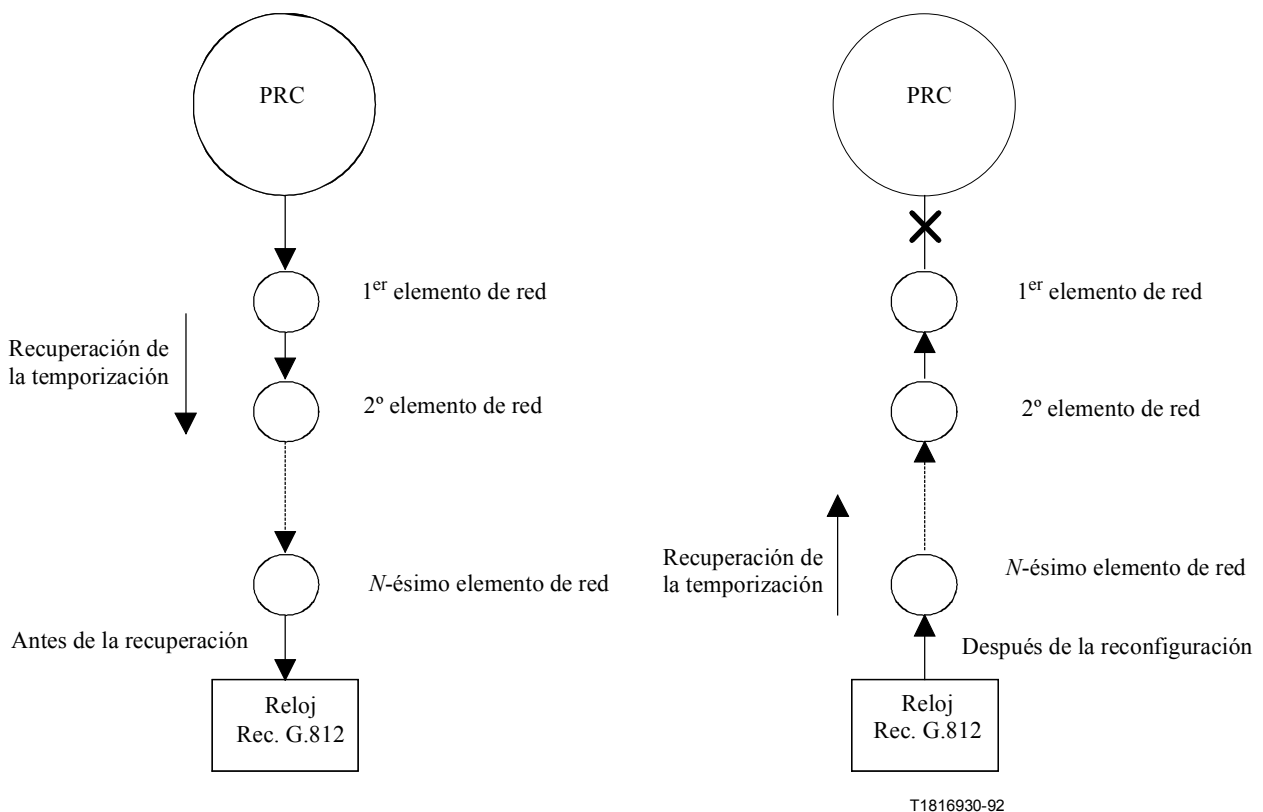 PRC
1er elemento de red
Recuperación de
la temporización
2º elemento de red
N-ésimo elemento de red
Antes de la recuperación
Reloj
Rec. G.812
PRC
1er elemento de red
2º elemento de red
Recuperación de
la temporización
N-ésimo elemento de red
Después de la reconfiguración
Reloj
Rec. G.812
T1816930-92